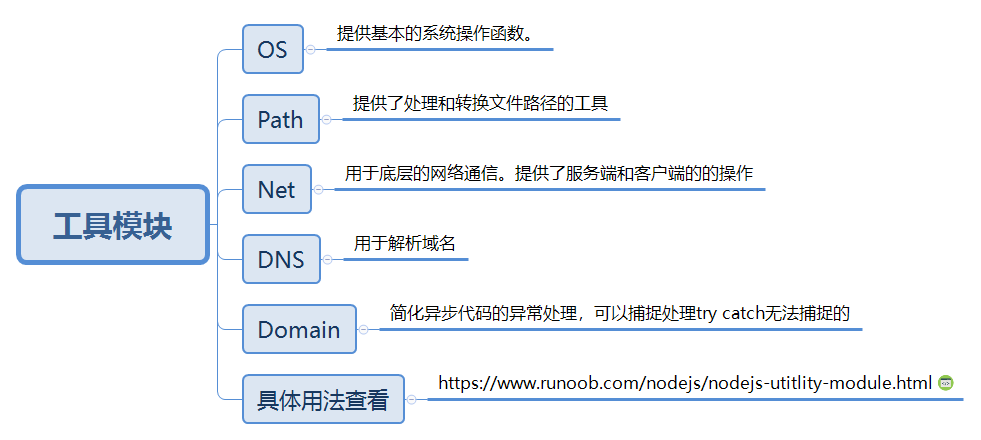 OS
提供基本的系统操作函数。
Path
提供了处理和转换文件路径的工具
Net
用于底层的网络通信。提供了服务端和客户端的的操作
工具模块
DNS
用于解析域名
Domain
简化异步代码的异常处理，可以捕捉处理try catch无法捕捉的
具体用法查看
https://www.runoob.com/nodejs/nodejs-utitlity-module.html